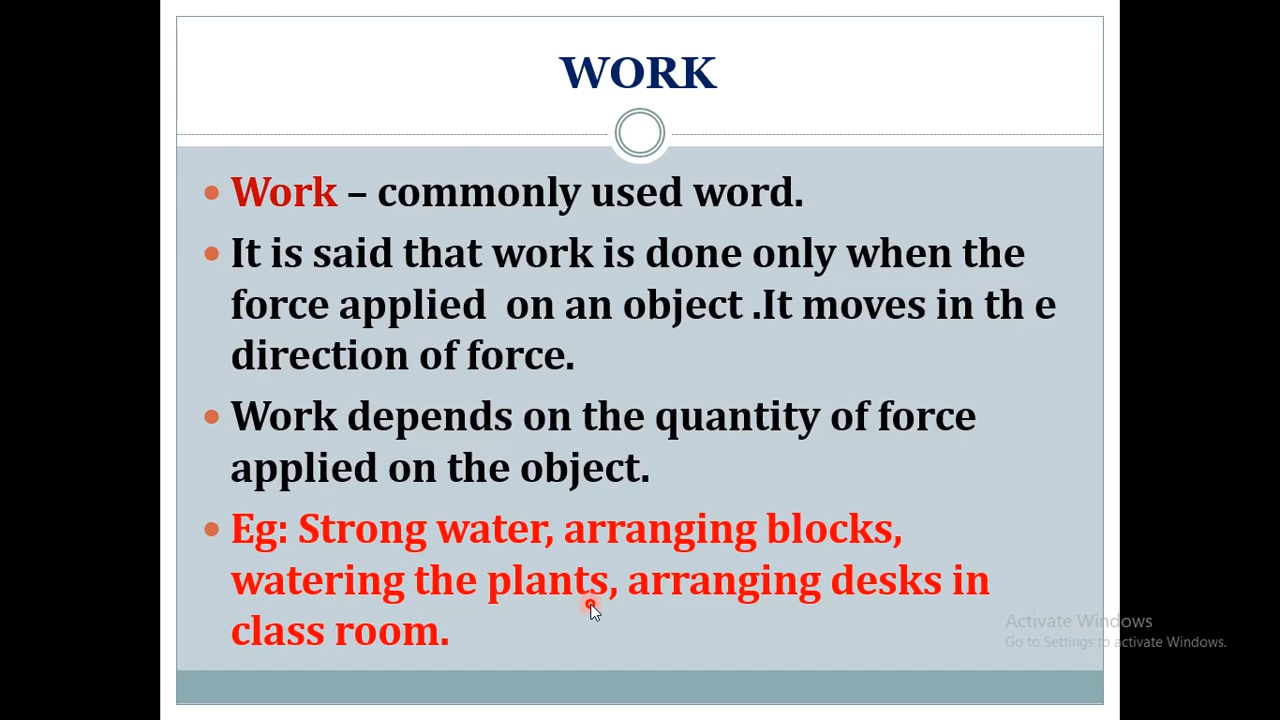 WORK
Work – commonly used word.
It is said that work is done only when the
force applied on an object .It moves in th e
direction of force.
Work depends on the quantity of force
applied on the object.
Eg: Strong water, arranging blocks,
watering the plants, arranging desks in
class room.
Activate Windows
Go to Settings to activate Windows.